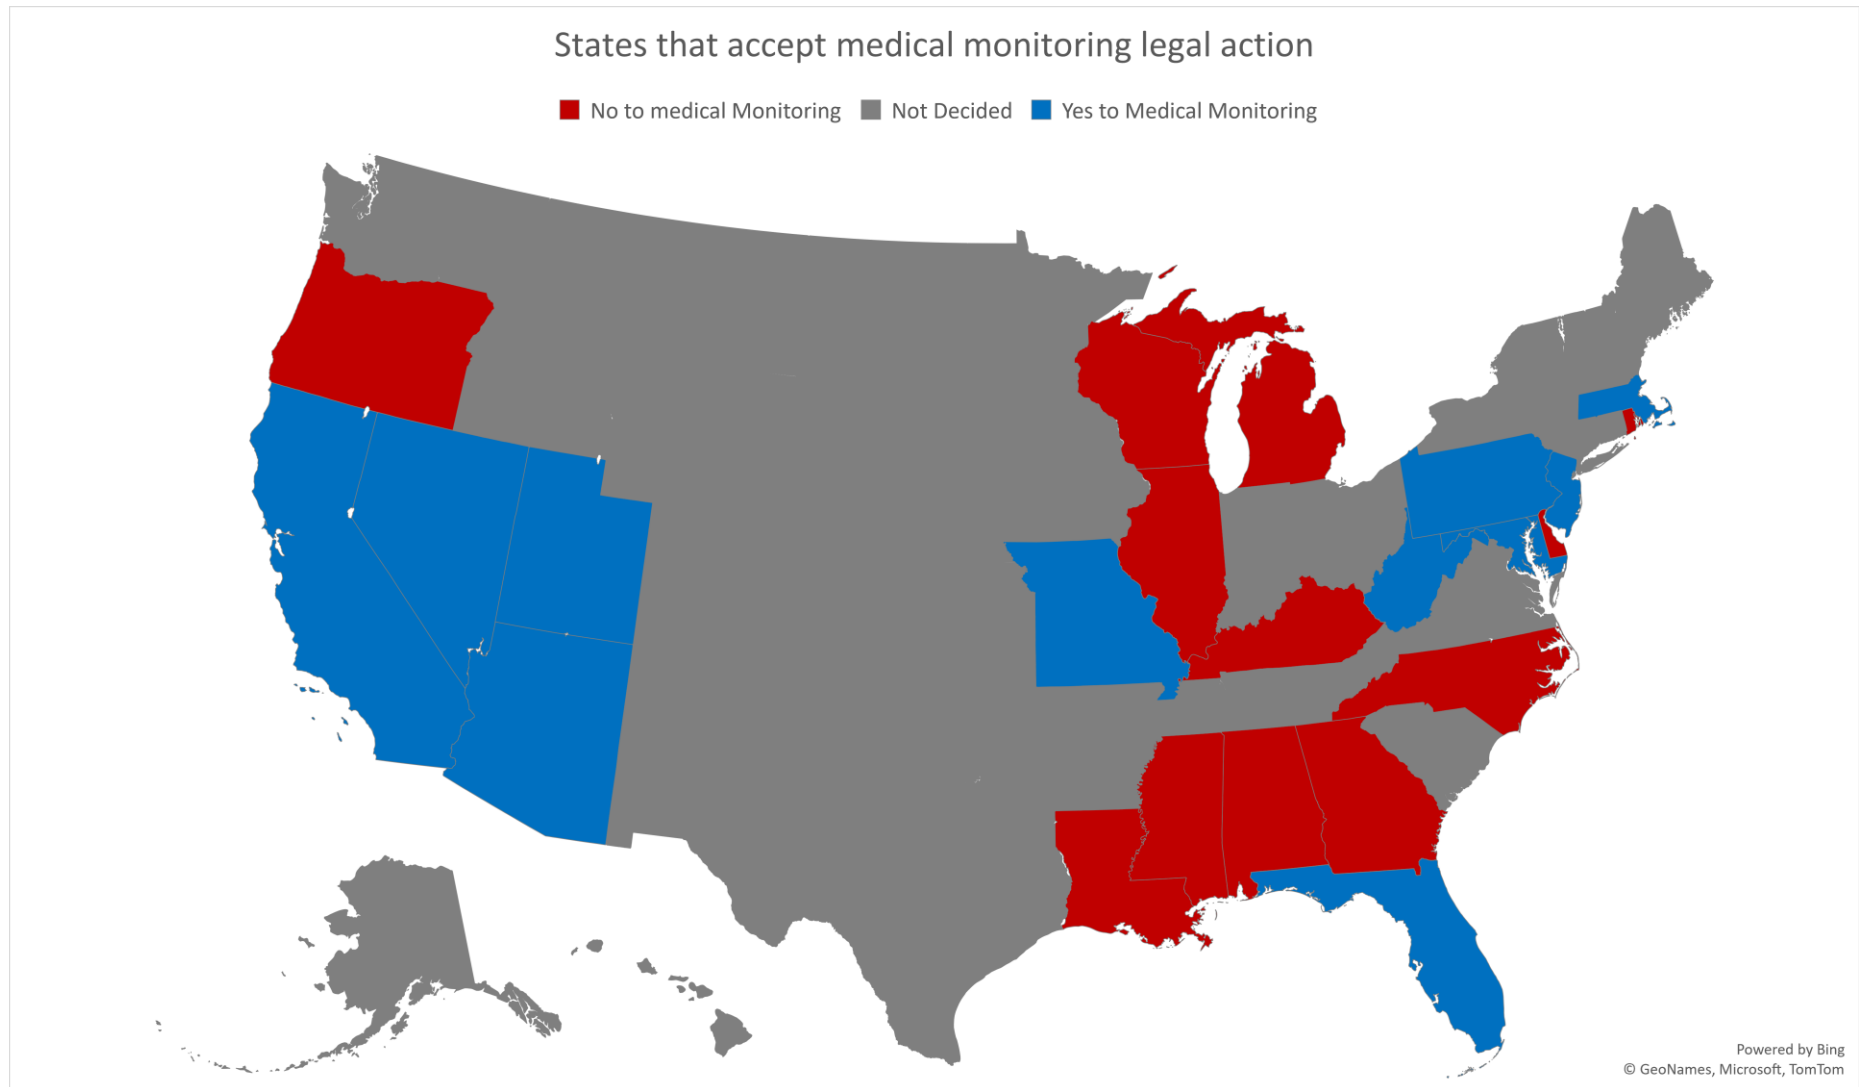 States that accept medical monitoring legal action
No to medical Monitoring Not Decided Yes to Medical Monitoring
Powered by Bing
© GeoNames, Microsoft, TomTom